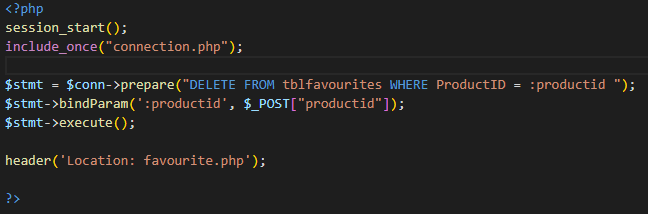 <?php
session_start();
include_once("connection.php");
$stmt = $conn->prepare("DELETE FROM tblfavourites WHERE ProductID = :productid ");
$stmt->bindParam(':productid', $_POST["productid"]);
$stmt->execute();
header('Location: favourite.php');
?>